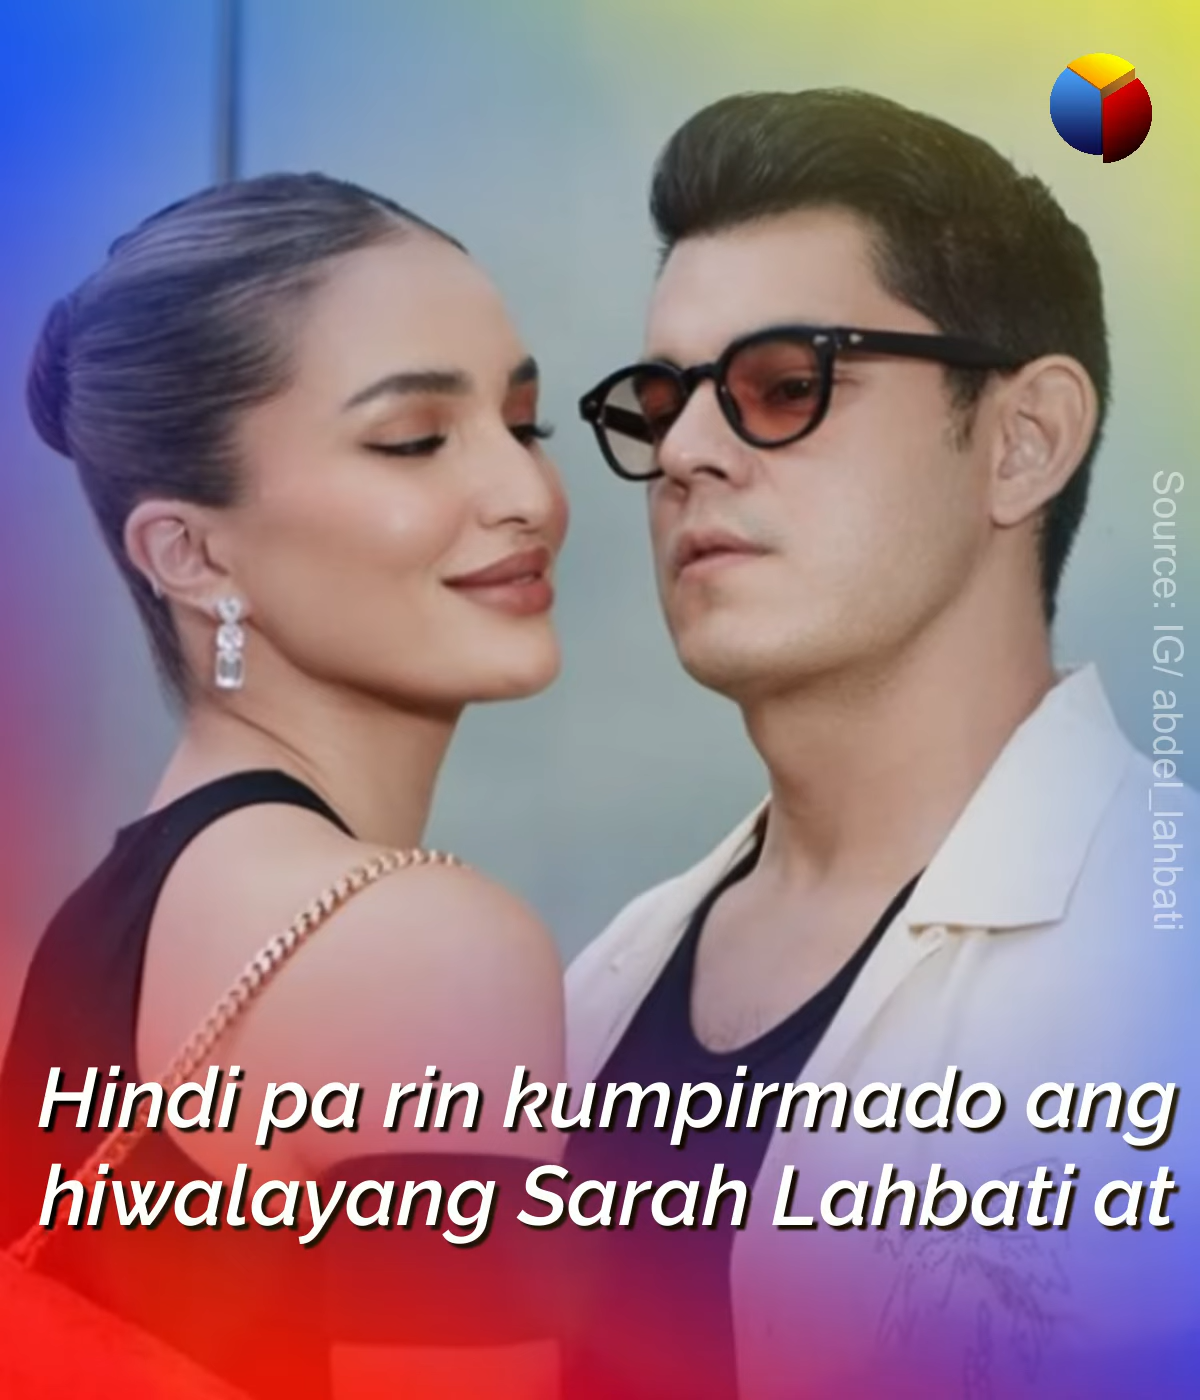 Source: IG/ abdel_lahbati
Hindi pa rin kumpirmado ang
hiwalayang Sarah Lahbati at